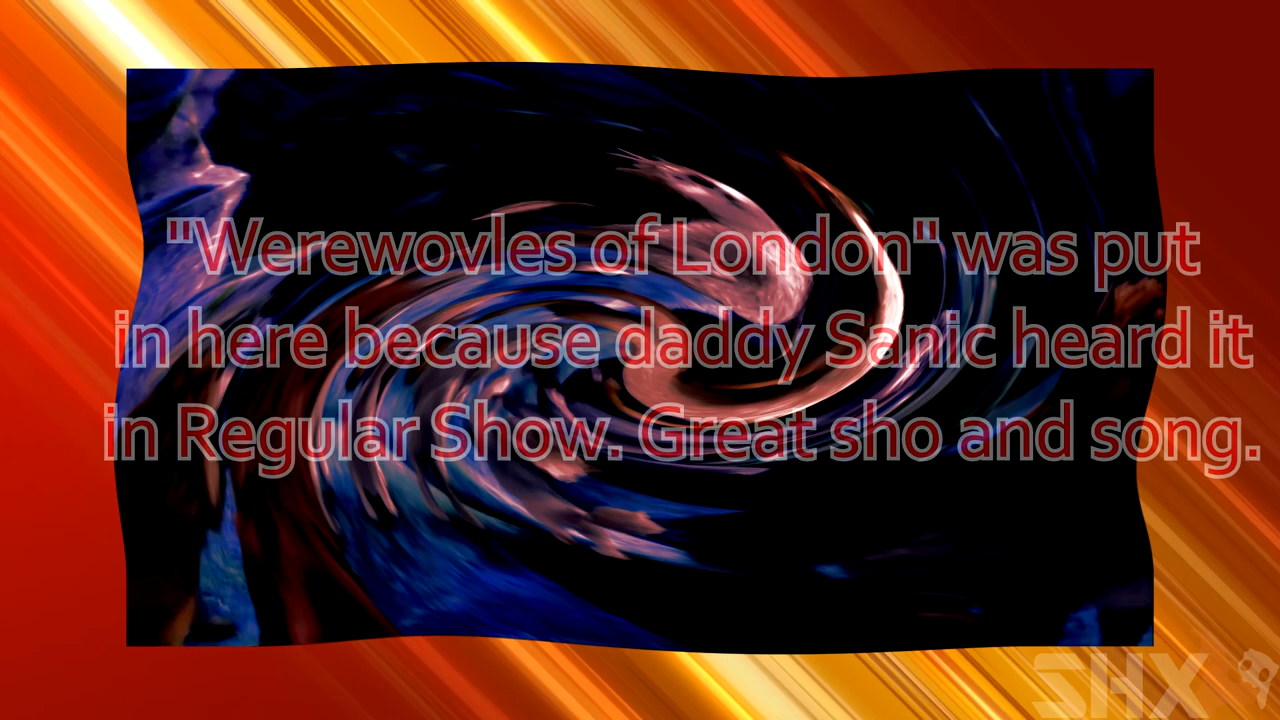 "Werewovles of London" was put
in here because daddy Sanic heard it
in Regular Show. Great sho and song.
SHX